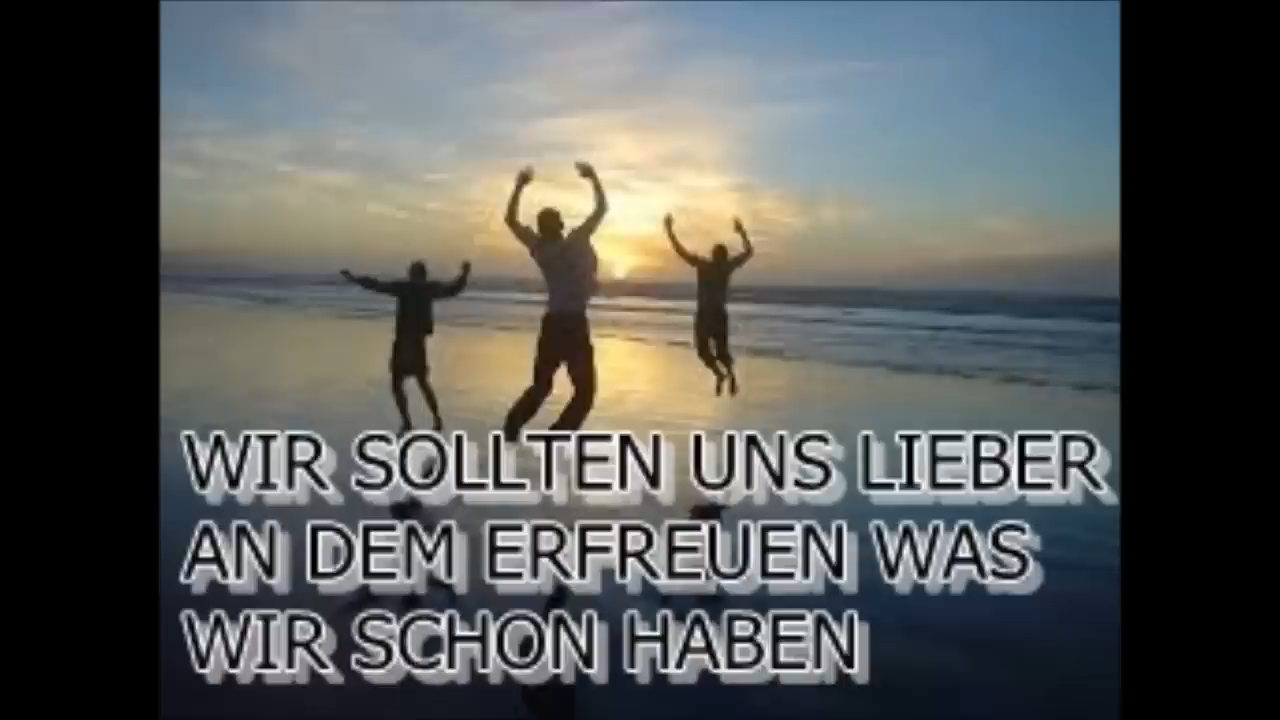 WIR SOLLTEN UNS LIEBER
AN DEM ERFREUEN WAS
WIR SCHON HABEN